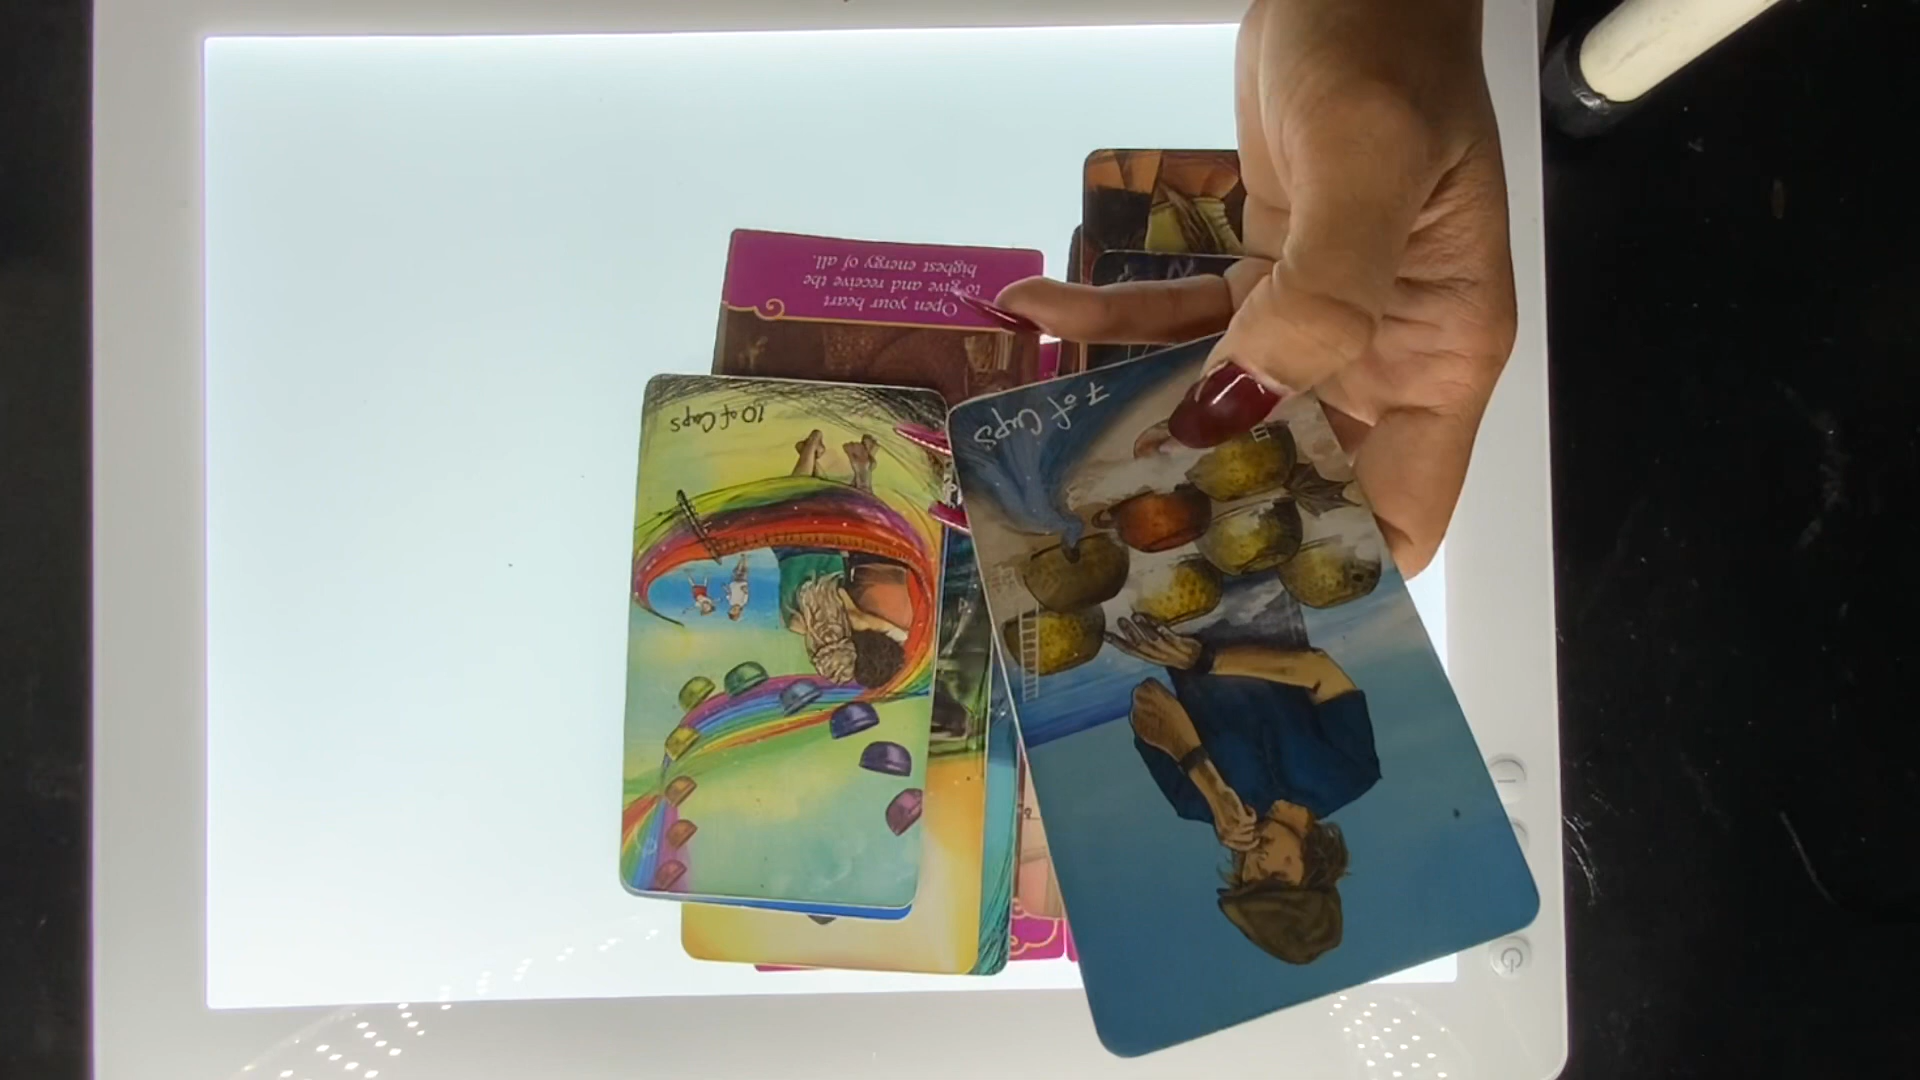 Open your heart
to give and receive the
highest energy of all.
10 of Cups
7 of Cups